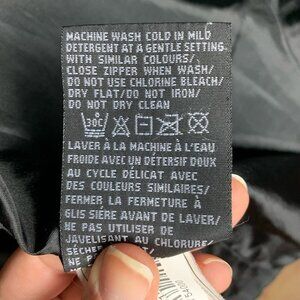 MACHINE WASH COLD IN MILD
DETERGENT AT A GENTLE SETTING
WITH SIMILAR COLOURS/
CLOSE ZIPPER WHEN WASH/
DO NOT USE CHLORINE BLEACH/
DRY FLAT/DO NOT IRON/
DO NOT DRY CLEAN
30C
LAVER À LA MACHINE À L'EAU
FROIDE AVEC UN DÉTERSIF DOUX
AU CYCLE DÉLICAT AVEC
DES COULEURS SIMILAIRES/
FERMER LA FERMETURE À
GLISSIÈRE AVANT DE LAVER/
NE PAS UTILISER DE
JAVELISANT AU CHLORURE/
NE PAS